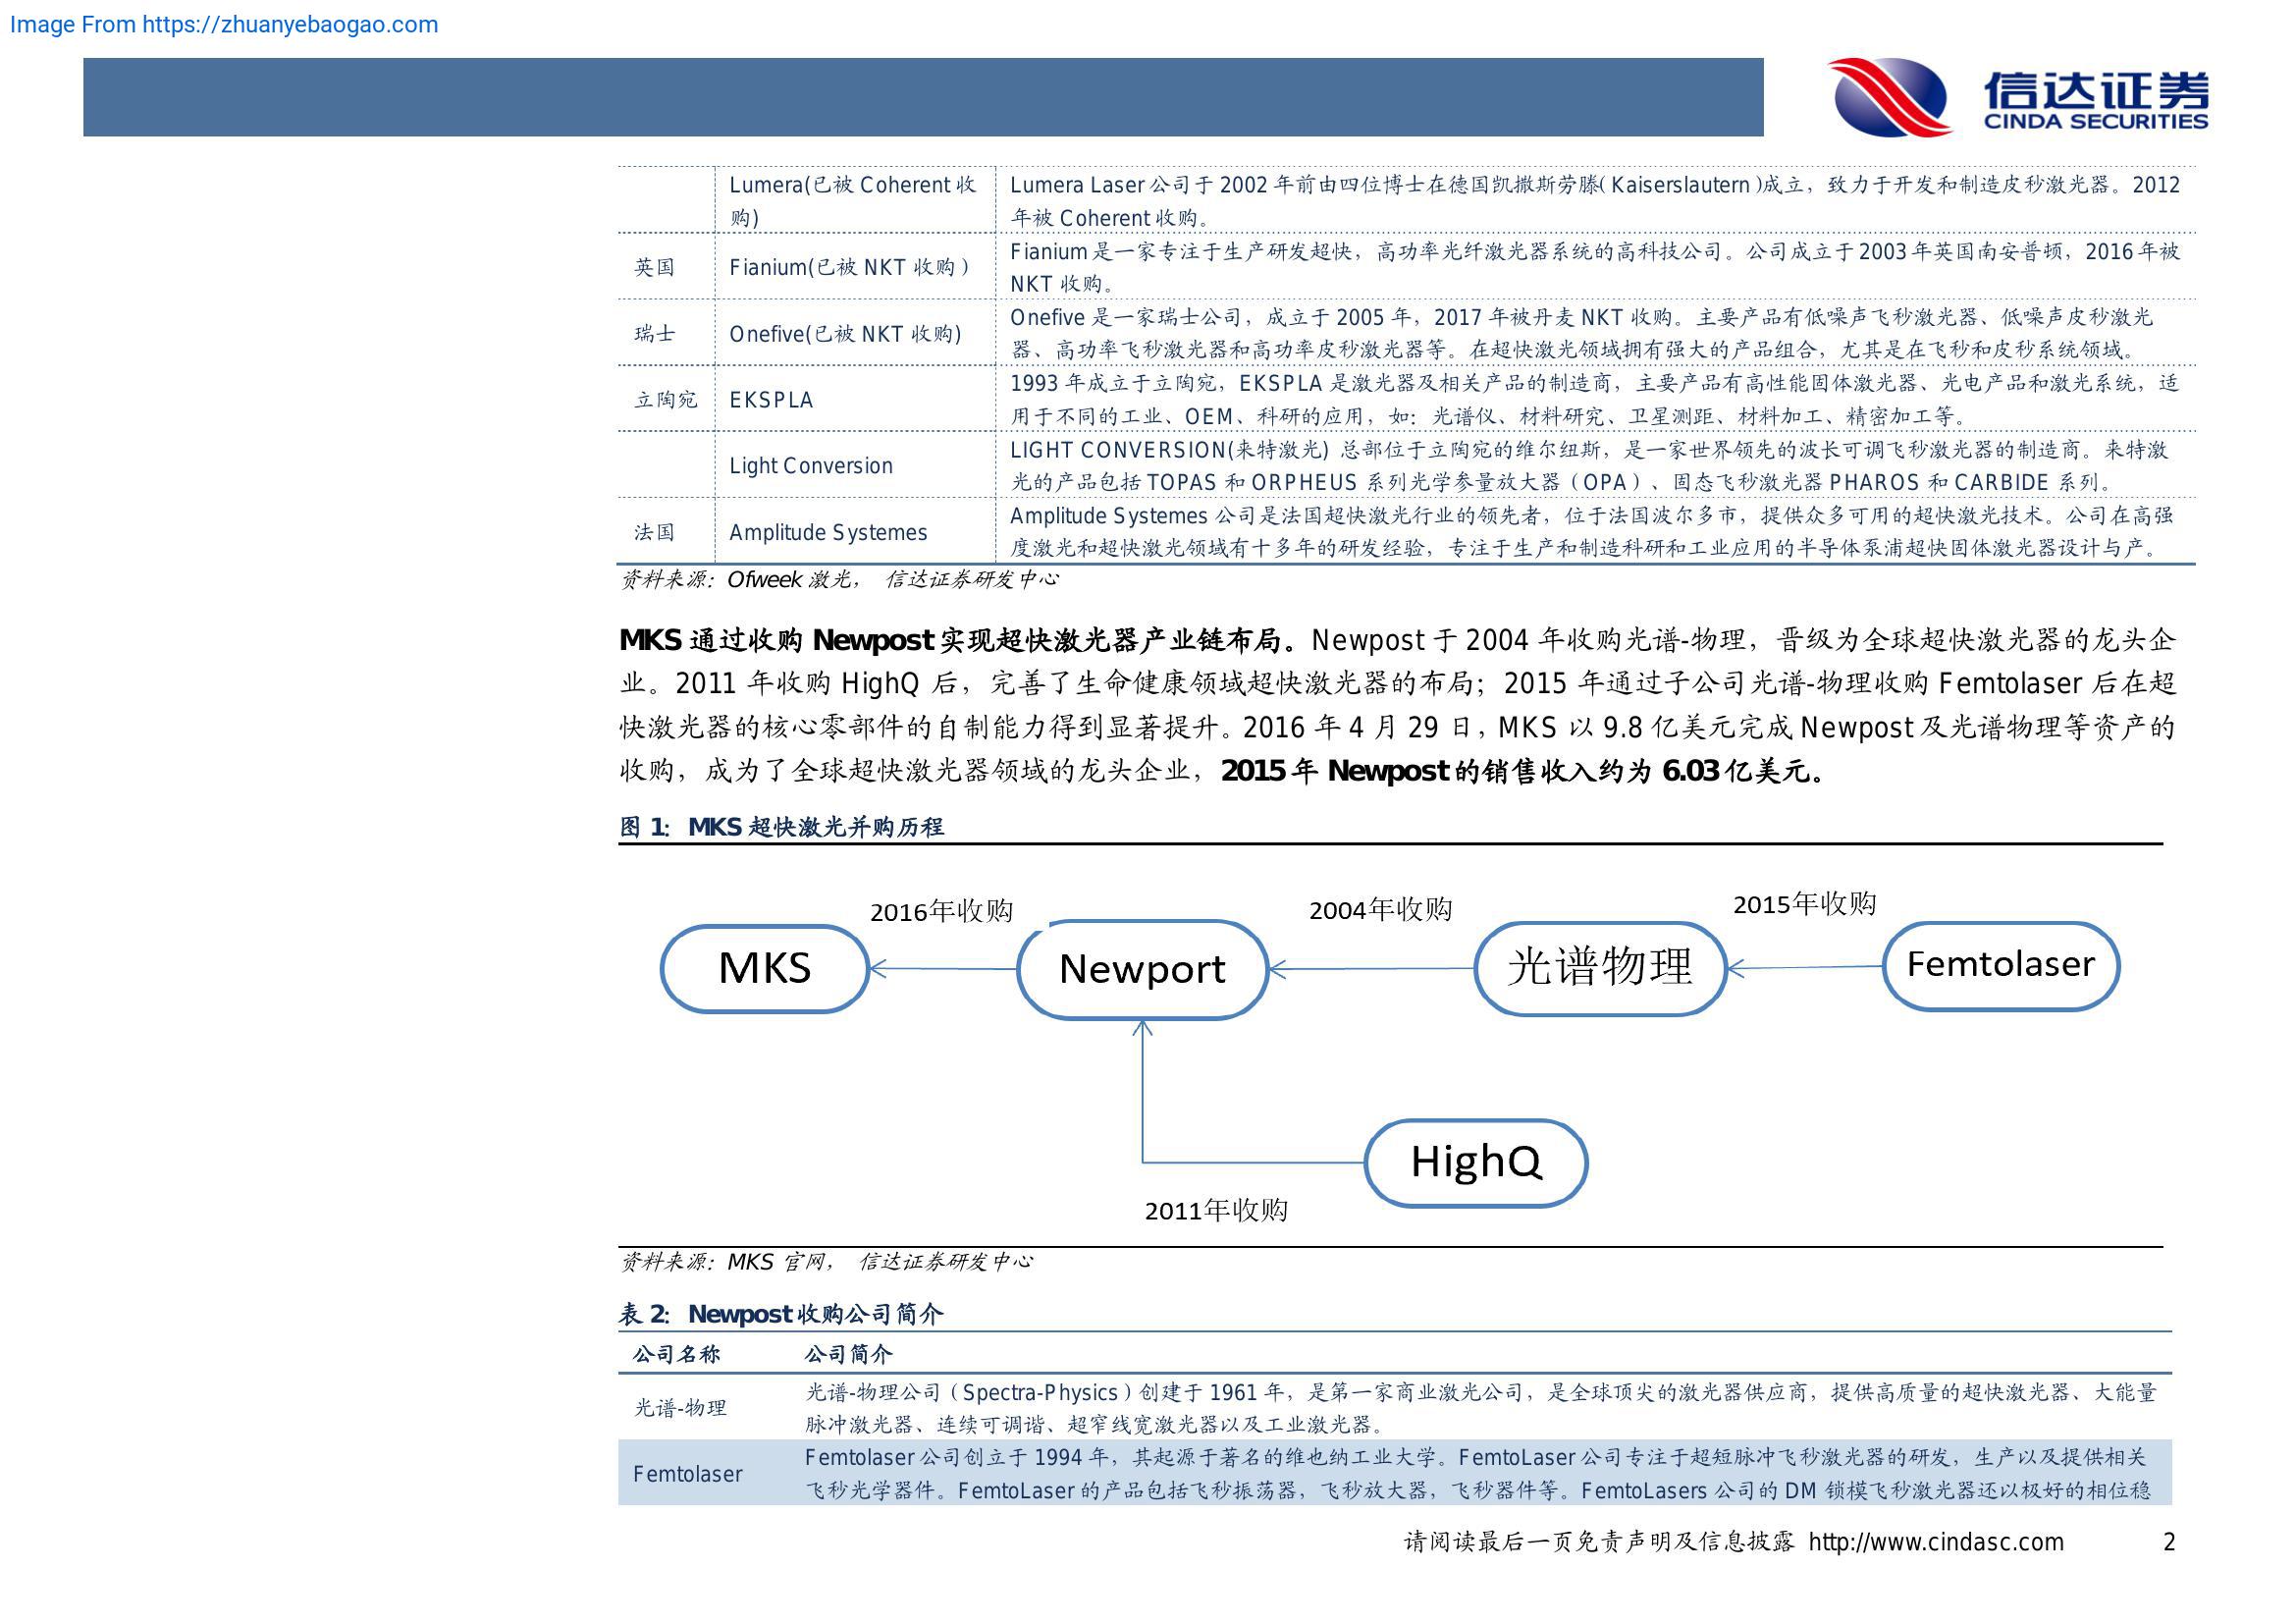 Image From https://zhuanyebaogao.com
信达证券
CINDA SECURITIES
Lumera(已被 Coherent 收
购)
Lumera Laser 公司于 2002 年前由四位博士在德国凯撒斯劳滕( Kaiserslautern )成立，致力于开发和制造皮秒激光器。2012
年被 Coherent 收购。
英国
Fianium(已被 NKT 收购 )
Fianium 是一家专注于生产研发超快，高功率光纤激光器系统的高科技公司。公司成立于 2003 年英国南安普顿，2016 年被
NKT 收购。
瑞士
Onefive(已被 NKT 收购)
Onefive 是一家瑞士公司，成立于 2005 年，2017 年被丹麦 NKT 收购。主要产品有低噪声飞秒激光器、低噪声皮秒激光
器、高功率飞秒激光器和高功率皮秒激光器等。在超快激光领域拥有强大的产品组合，尤其是在飞秒和皮秒系统领域。
立陶宛
EKSPLA
1993 年成立于立陶宛，EKSPLA 是激光器及相关产品的制造商，主要产品有高性能固体激光器、光电产品和激光系统，适
用于不同的工业、OEM、科研的应用，如：光谱仪、材料研究、卫星测距、材料加工、精密加工等。
Light Conversion
LIGHT CONVERSION(来特激光) 总部位于立陶宛的维尔纽斯，是一家世界领先的波长可调飞秒激光器的制造商。来特激
光的产品包括 TOPAS 和 ORPHEUS 系列光学参量放大器（OPA）、固态飞秒激光器 PHAROS 和 CARBIDE 系列。
法国
Amplitude Systemes
Amplitude Systemes 公司是法国超快激光行业的领先者，位于法国波尔多市，提供众多可用的超快激光技术。公司在高强
度激光和超快激光领域有十多年的研发经验，专注于生产和制造科研和工业应用的半导体泵浦超快固体激光器设计与产。
资料来源：Ofweek 激光， 信达证券研发中心
MKS 通过收购 Newpost 实现超快激光器产业链布局。Newpost 于 2004 年收购光谱-物理，晋级为全球超快激光器的龙头企
业。2011 年收购 HighQ 后，完善了生命健康领域超快激光器的布局；2015 年通过子公司光谱-物理收购 Femtolaser 后在超
快激光器的核心零部件的自制能力得到显著提升。2016 年 4 月 29 日，MKS 以 9.8 亿美元完成 Newpost 及光谱物理等资产的
收购，成为了全球超快激光器领域的龙头企业，2015 年 Newpost 的销售收入约为 6.03 亿美元。
图 1： MKS 超快激光并购历程
2016年收购
2004年收购
2015年收购
MKS
Newport
光谱物理
Femtolaser
HighQ
2011年收购
资料来源：MKS 官网， 信达证券研发中心
表 2： Newpost 收购公司简介
公司名称
公司简介
光谱-物理
光谱-物理公司（Spectra-Physics）创建于 1961 年，是第一家商业激光公司，是全球顶尖的激光器供应商，提供高质量的超快激光器、大能量
脉冲激光器、连续可调谐、超窄线宽激光器以及工业激光器。
Femtolaser
Femtolaser 公司创立于 1994 年，其起源于著名的维也纳工业大学。FemtoLaser 公司专注于超短脉冲飞秒激光器的研发，生产以及提供相关
飞秒光学器件。FemtoLaser 的产品包括飞秒振荡器，飞秒放大器，飞秒器件等。FemtoLasers 公司的 DM 锁模飞秒激光器还以极好的相位稳
请阅读最后一页免责声明及信息披露 http://www.cindasc.com 2